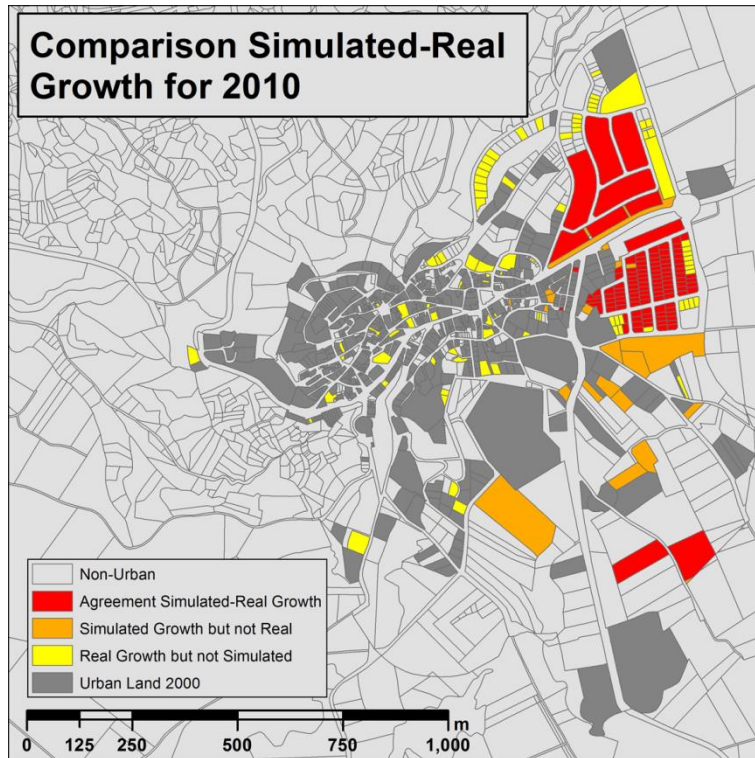 Comparison Simulated-Real
Growth for 2010
Non-Urban
Agreement Simulated-Real Growth
Simulated Growth but not Real
Real Growth but not Simulated
Urban Land 2000
m
0 125 250 500 750 1,000